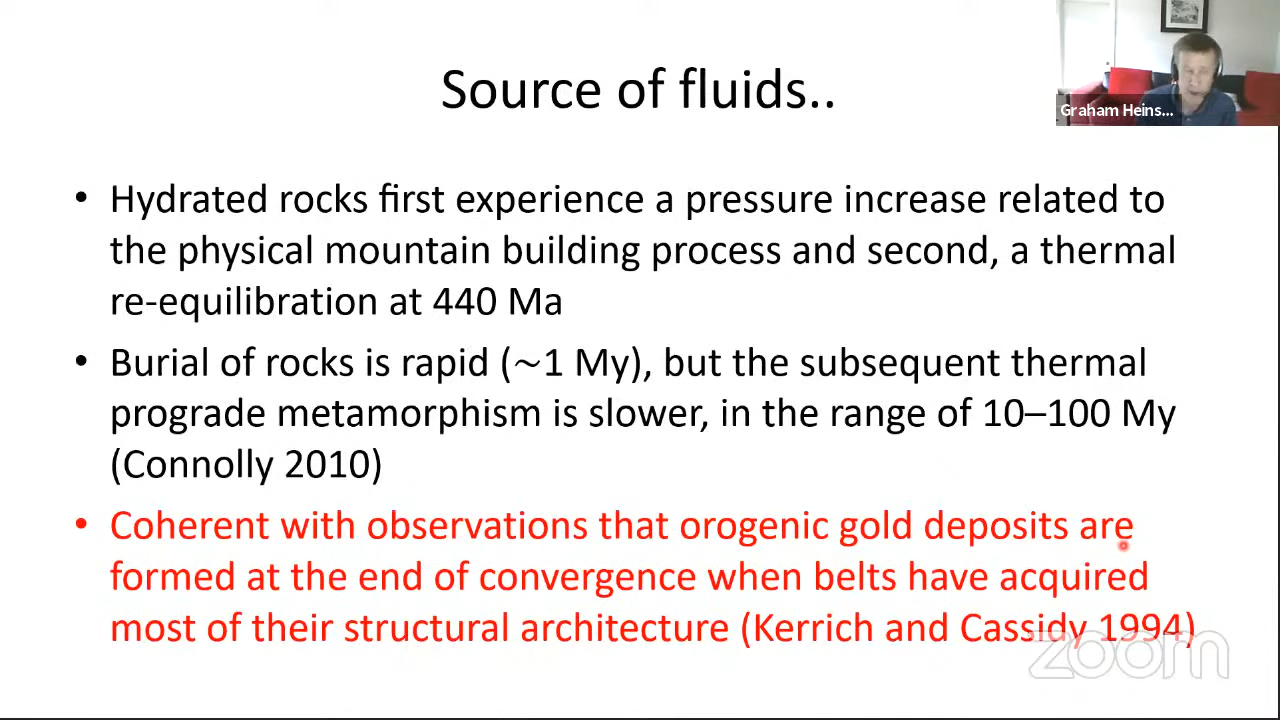 Source of fluids..
Graham Heins...
• Hydrated rocks first experience a pressure increase related to
the physical mountain building process and second, a thermal
re-equilibration at 440 Ma
• Burial of rocks is rapid (~1 My), but the subsequent thermal
prograde metamorphism is slower, in the range of 10–100 My
(Connolly 2010)
• Coherent with observations that orogenic gold deposits are
formed at the end of convergence when belts have acquired
most of their structural architecture (Kerrich and Cassidy 1994)
zoom